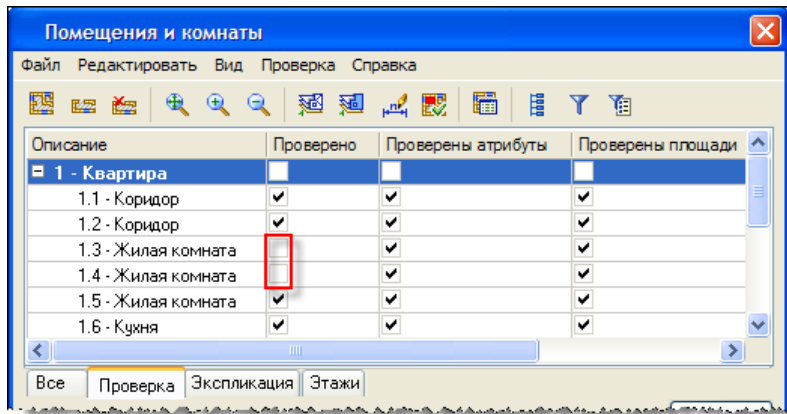 Помещения и комнаты
Файл Редактировать Вид Проверка Справка
Описание Проверено Проверены атрибуты Проверены площади
1 - Квартира
1.1 - Коридор
1.2 - Коридор
1.3 - Жилая комната
1.4 - Жилая комната
1.5 - Жилая комната
1.6 - Кухня
Все Проверка Экспликация Этажи